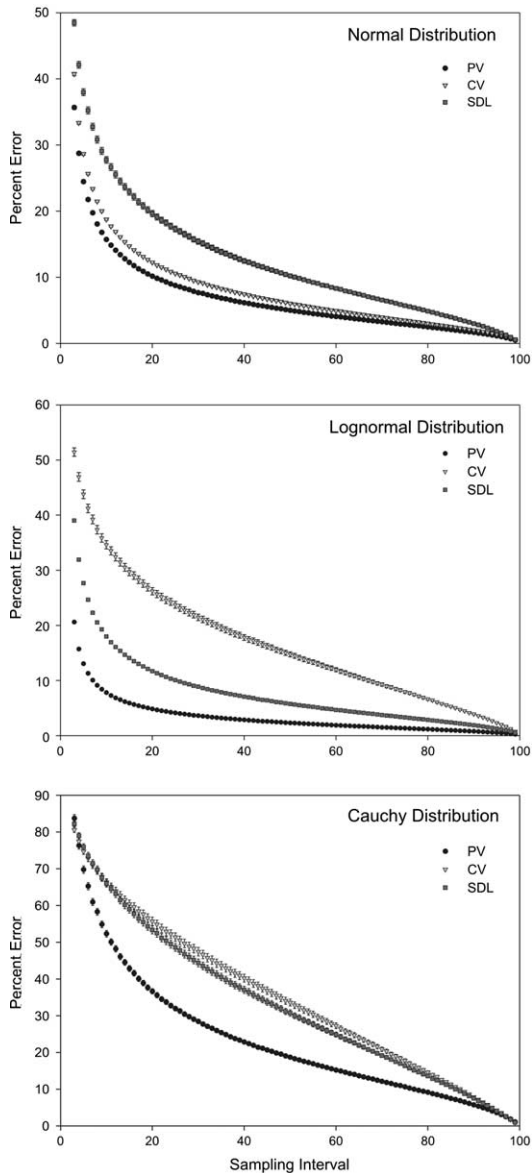 Normal Distribution
PV
CV
SDL
Percent Error
50
40
30
20
10
0
0 20 40 60 80 100
Lognormal Distribution
PV
CV
SDL
Percent Error
60
50
40
30
20
10
0
0 20 40 60 80 100
Cauchy Distribution
PV
CV
SDL
Percent Error
90
80
70
60
50
40
30
20
10
0
0 20 40 60 80 100
Sampling Interval